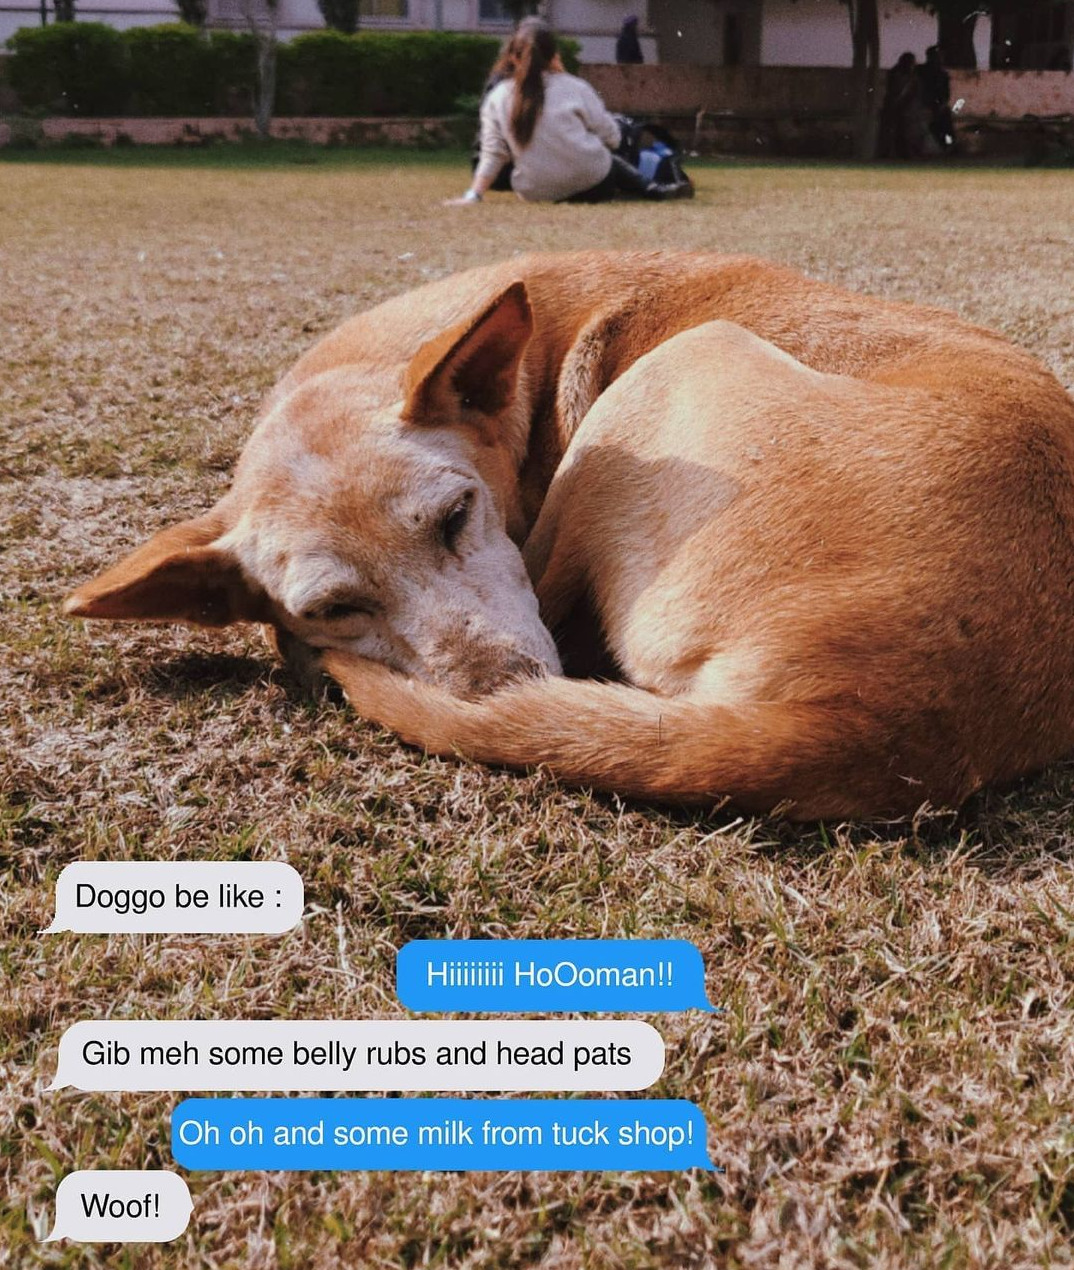 Doggo be like :
Hiiiiiiii HoOoman!!
Gib meh some belly rubs and head pats
Oh oh and some milk from tuck shop!
Woof!